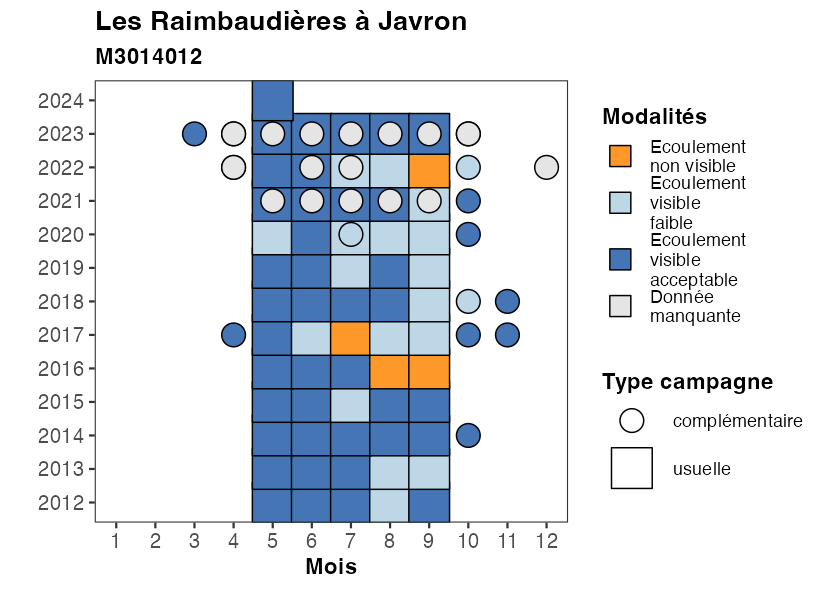 Les Raimbaudières à Javron
M3014012
2024
2023
2022
2021
2020
2019
2018
2017
2016
2015
2014
2013
2012
1 2 3 4 5 6 7 8 9 10 11 12
Mois
Modalités
Ecoulement
non visible
Ecoulement
visible
faible
Ecoulement
visible
acceptable
Donnée
manquante
Type campagne
complémentaire
usuelle